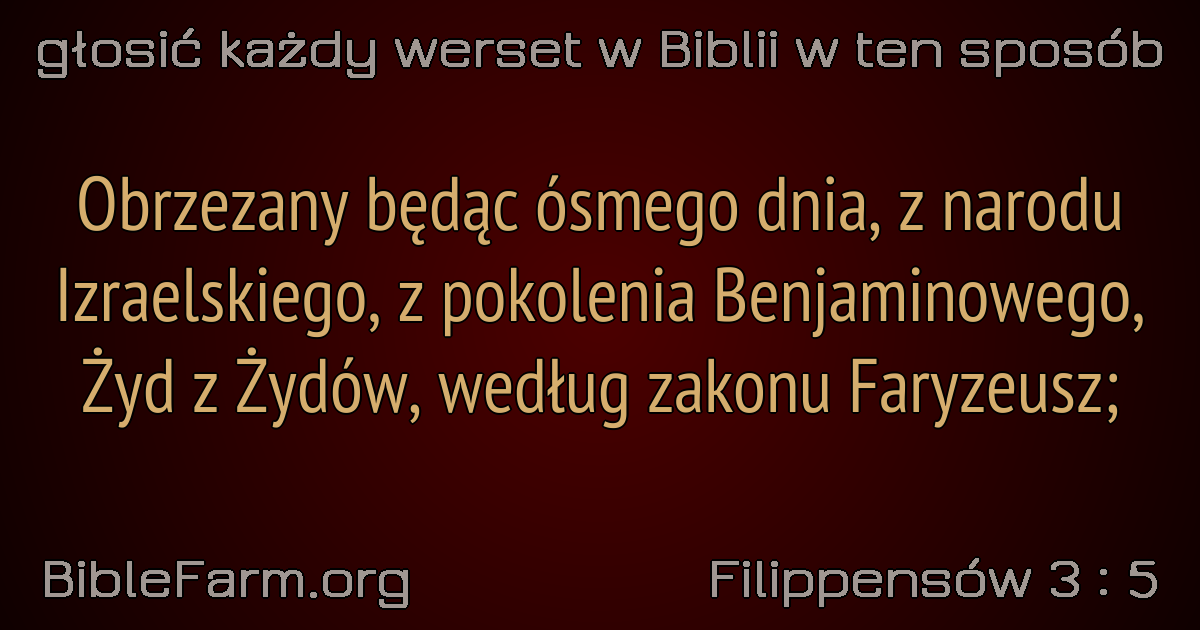 głosić każdy werset w Biblii w ten sposób
Obrzezany będąc ósmego dnia, z narodu
Izraelskiego, z pokolenia Benjaminowego,
Żyd z Żydów, według zakonu Faryzeusz;
BibleFarm.org
Filippensów 3 : 5